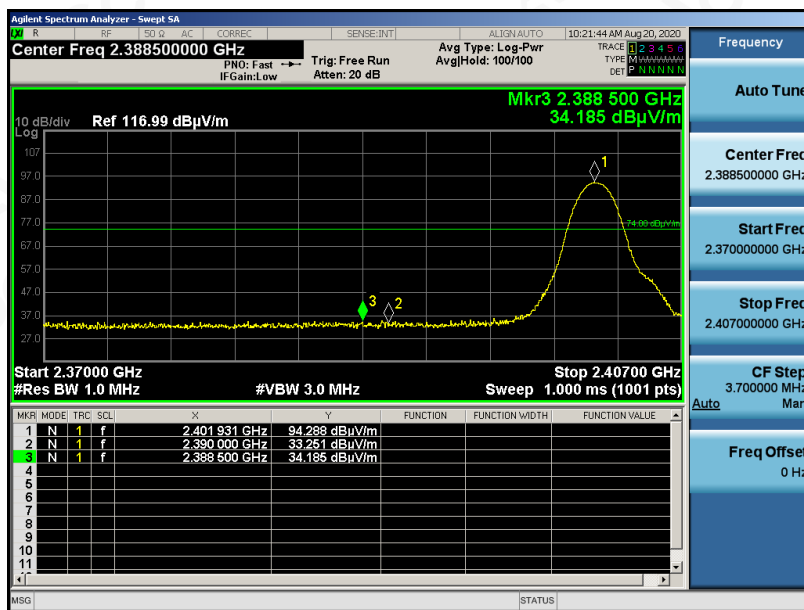 Agilent Spectrum Analyzer - Swept SA
LXI R RF 50 Ω AC CORREC SENSE:INT ALIGN AUTO 10:21:44 AM Aug 20, 2020
Center Freq 2.388500000 GHz
PNO: Fast
IFGain:Low
Trig: Free Run
Atten: 20 dB
Avg Type: Log-Pwr
Avg|Hold: 100/100
TRACE 1 2 3 4 5 6
TYPE M WWWWW
DET P N N N N N
Mkr3 2.388 500 GHz
34.185 dBµV/m
10 dB/div Ref 116.99 dBµV/m
Log
107
97.0
87.0
77.0
67.0
57.0
47.0
37.0
27.0
1
74.00 dBµV/m
3
2
Start 2.37000 GHz Stop 2.40700 GHz
#Res BW 1.0 MHz #VBW 3.0 MHz Sweep 1.000 ms (1001 pts)
MKR MODE TRC SCL X Y FUNCTION FUNCTION WIDTH FUNCTION VALUE
1 N 1 f 2.401 931 GHz 94.288 dBµV/m
2 N 1 f 2.390 000 GHz 33.251 dBµV/m
3 N 1 f 2.388 500 GHz 34.185 dBµV/m
4
5
6
7
8
9
10
11
MSG STATUS
Frequency
Auto Tune
Center Freq
2.388500000 GHz
Start Freq
2.370000000 GHz
Stop Freq
2.407000000 GHz
CF Step
3.700000 MHz
Auto Man
Freq Offset
0 Hz